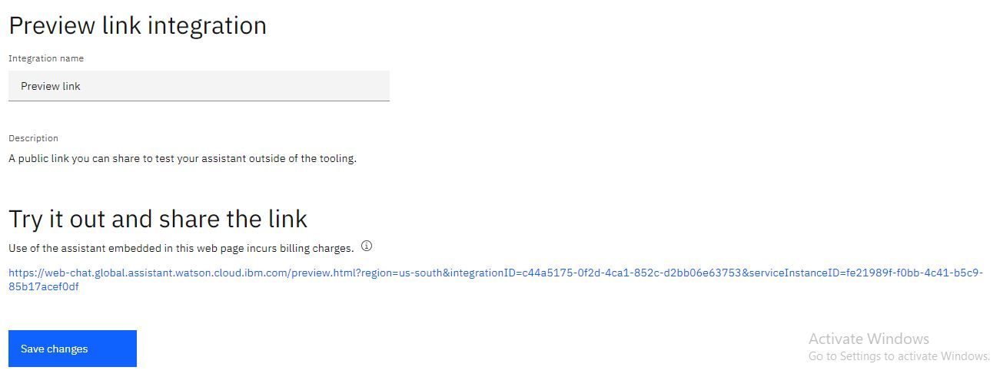 Preview link integration
Integration name
Preview link
Description
A public link you can share to test your assistant outside of the tooling.
Try it out and share the link
Use of the assistant embedded in this web page incurs billing charges.
https://web-chat.global.assistant.watson.cloud.ibm.com/preview.html?region=us-south&integrationID=c44a5175-0f2d-4ca1-852c-d2bb06e63753&serviceInstanceID=fe21989f-f0bb-4c41-b5c9-
85b17acef0df
Save changes
Activate Windows
Go to Settings to activate Windows.